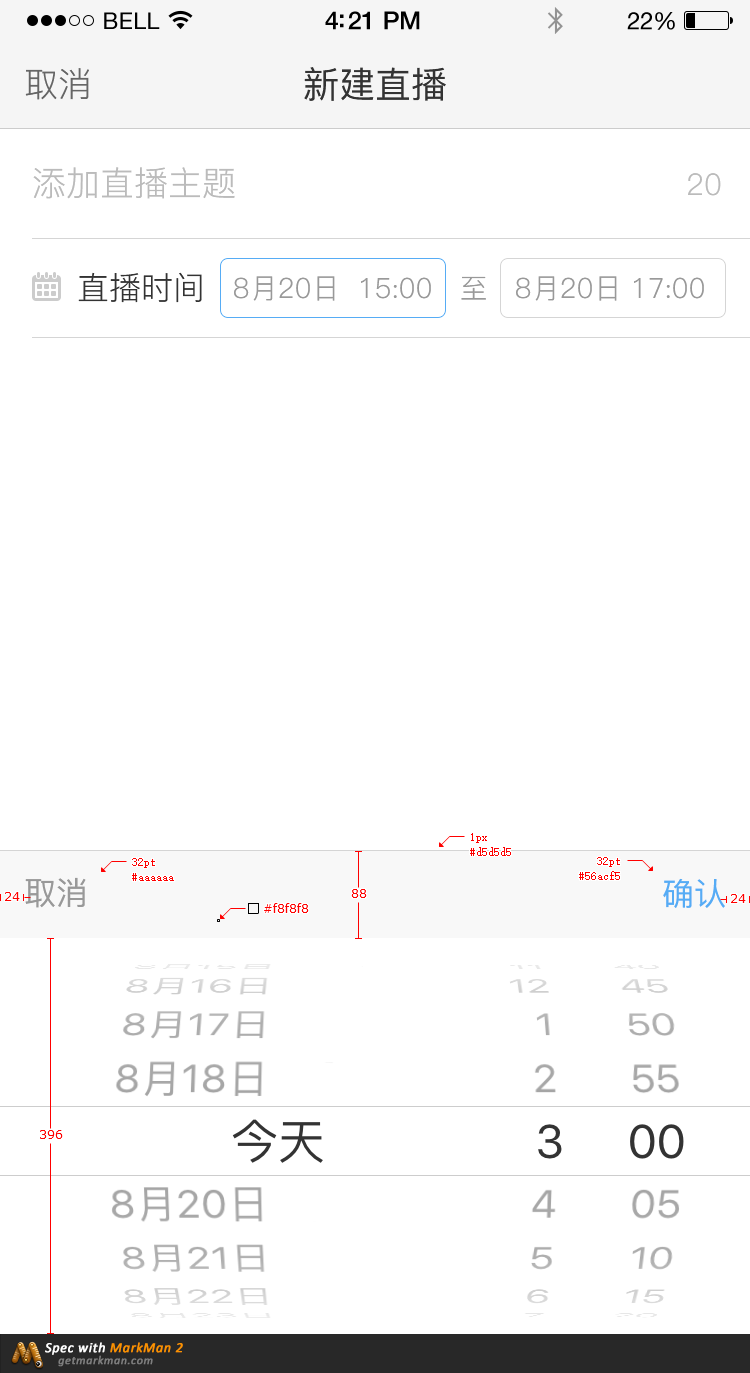 BELL 4:21 PM 22%
取消 新建直播
添加直播主题 20
直播时间 8月20日 15:00 至 8月20日 17:00
1px
#d5d5d5
32pt
#aaaaaa
32pt
#56acf5
24 取消 #f8f8f8 88 确认 24
8月16日 12 45
8月17日 1 50
8月18日 2 55
396 今天 3 00
8月20日 4 05
8月21日 5 10
8月22日 6 15
Spec with MarkMan 2
getmarkman.com